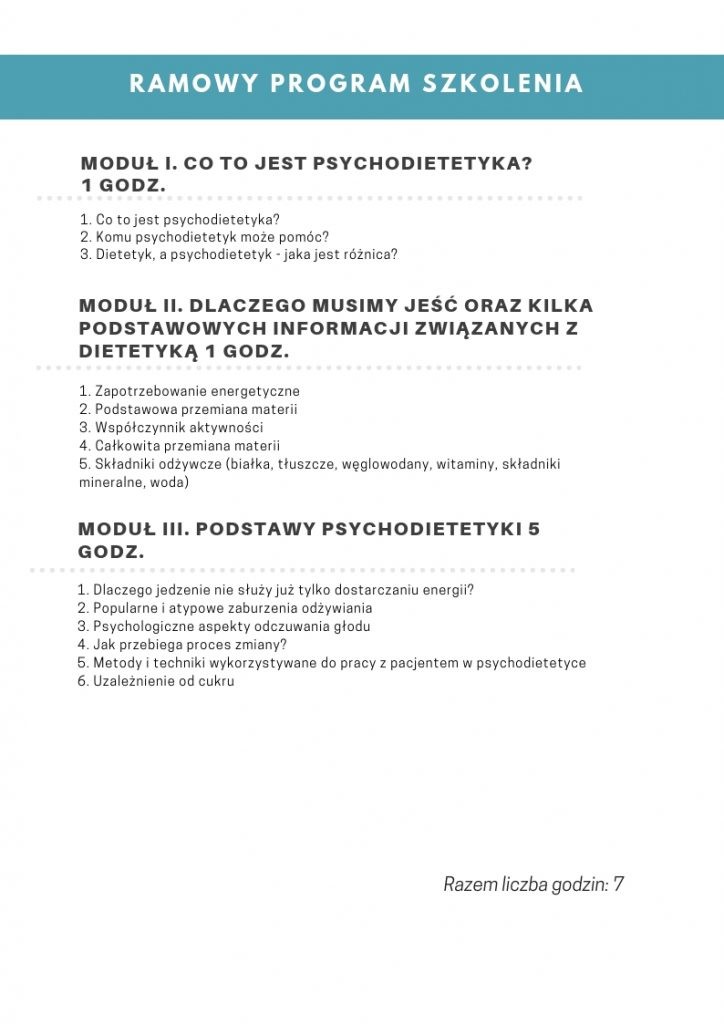 RAMOWY PROGRAM SZKOLENIA
MODUŁ I. CO TO JEST PSYCHODIETETYKA?
1 GODZ.
1. Co to jest psychodietetyka?
2. Komu psychodietetyk może pomóc?
3. Dietetyk, a psychodietetyk - jaka jest różnica?
MODUŁ II. DLACZEGO MUSIMY JEŚĆ ORAZ KILKA
PODSTAWOWYCH INFORMACJI ZWIĄZANYCH Z
DIETETYKĄ 1 GODZ.
1. Zapotrzebowanie energetyczne
2. Podstawowa przemiana materii
3. Współczynnik aktywności
4. Całkowita przemiana materii
5. Składniki odżywcze (białka, tłuszcze, węglowodany, witaminy, składniki
mineralne, woda)
MODUŁ III. PODSTAWY PSYCHODIETETYKI 5
GODZ.
1. Dlaczego jedzenie nie służy już tylko dostarczaniu energii?
2. Popularne i atypowe zaburzenia odżywiania
3. Psychologiczne aspekty odczuwania głodu
4. Jak przebiega proces zmiany?
5. Metody i techniki wykorzystywane do pracy z pacjentem w psychodietetyce
6. Uzależnienie od cukru
Razem liczba godzin: 7